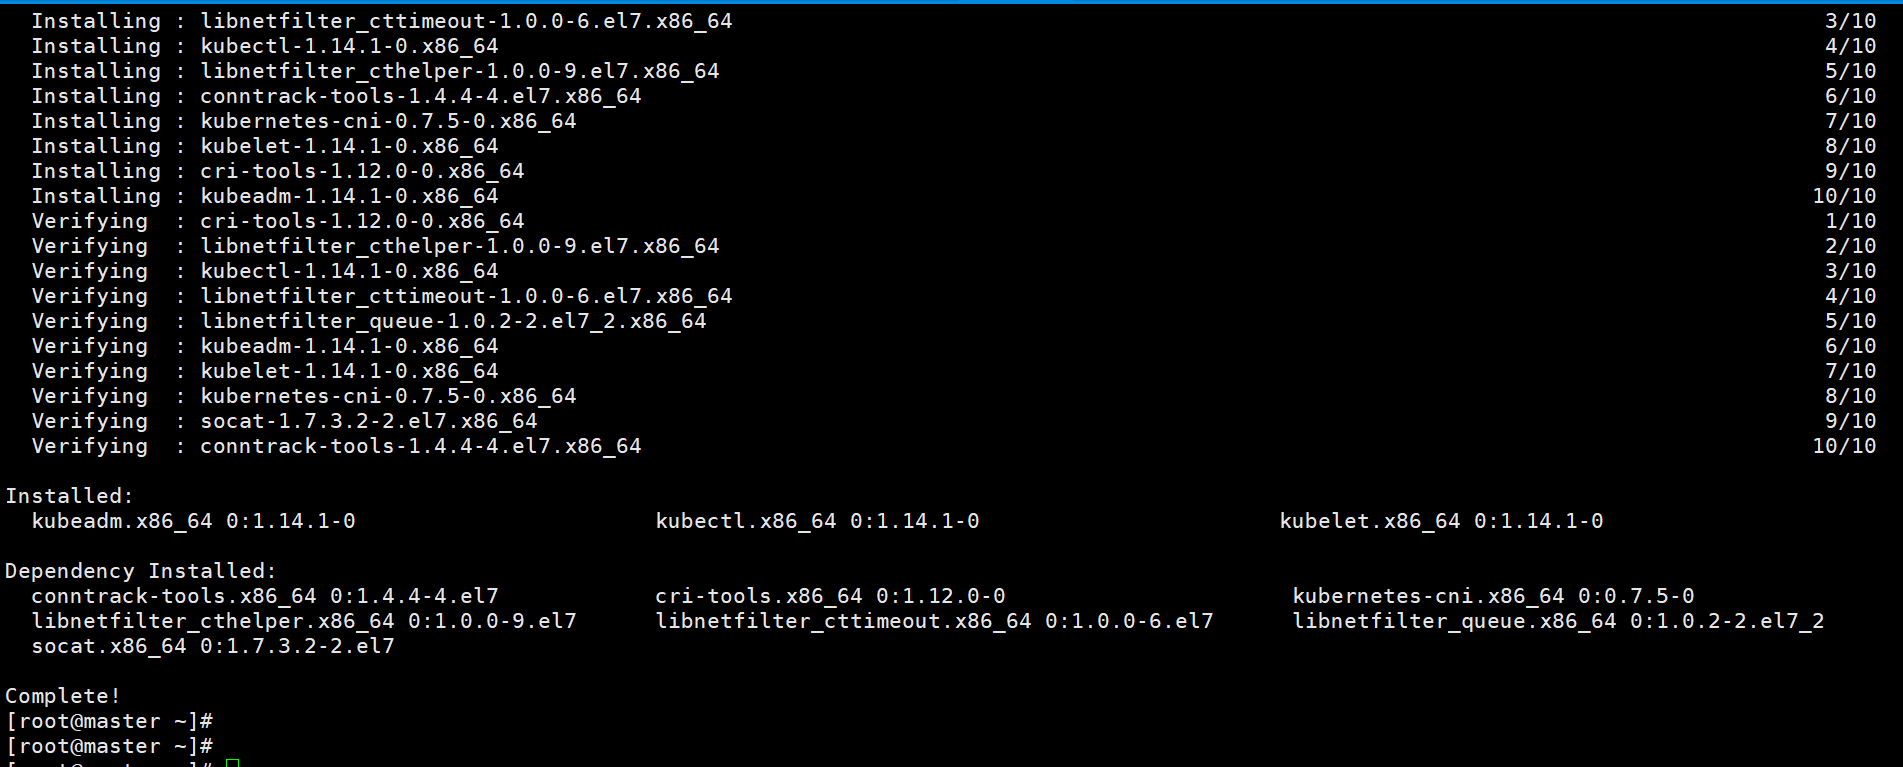 Installing : libnetfilter_cttimeout-1.0.0-6.el7.x86_64 3/10
Installing : kubectl-1.14.1-0.x86_64 4/10
Installing : libnetfilter_cthelper-1.0.0-9.el7.x86_64 5/10
Installing : conntrack-tools-1.4.4-4.el7.x86_64 6/10
Installing : kubernetes-cni-0.7.5-0.x86_64 7/10
Installing : kubelet-1.14.1-0.x86_64 8/10
Installing : cri-tools-1.12.0-0.x86_64 9/10
Installing : kubeadm-1.14.1-0.x86_64 10/10
Verifying : cri-tools-1.12.0-0.x86_64 1/10
Verifying : libnetfilter_cthelper-1.0.0-9.el7.x86_64 2/10
Verifying : kubectl-1.14.1-0.x86_64 3/10
Verifying : libnetfilter_cttimeout-1.0.0-6.el7.x86_64 4/10
Verifying : libnetfilter_queue-1.0.2-2.el7_2.x86_64 5/10
Verifying : kubeadm-1.14.1-0.x86_64 6/10
Verifying : kubelet-1.14.1-0.x86_64 7/10
Verifying : kubernetes-cni-0.7.5-0.x86_64 8/10
Verifying : socat-1.7.3.2-2.el7.x86_64 9/10
Verifying : conntrack-tools-1.4.4-4.el7.x86_64 10/10
Installed:
kubeadm.x86_64 0:1.14.1-0 kubectl.x86_64 0:1.14.1-0 kubelet.x86_64 0:1.14.1-0
Dependency Installed:
conntrack-tools.x86_64 0:1.4.4-4.el7 cri-tools.x86_64 0:1.12.0-0 kubernetes-cni.x86_64 0:0.7.5-0
libnetfilter_cthelper.x86_64 0:1.0.0-9.el7 libnetfilter_cttimeout.x86_64 0:1.0.0-6.el7 libnetfilter_queue.x86_64 0:1.0.2-2.el7_2
socat.x86_64 0:1.7.3.2-2.el7
Complete!
[root@master ~]#
[root@master ~]#